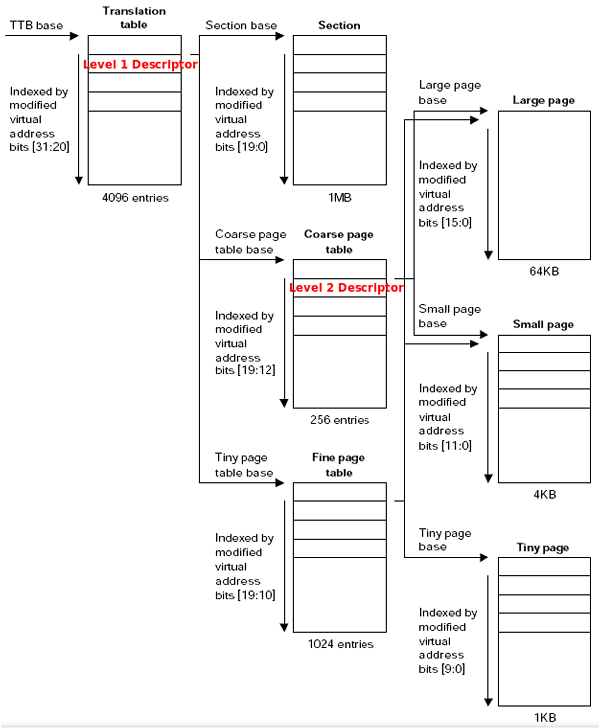 TTB base
Translation
table
Level 1 Descriptor
Indexed by
modified
virtual
address
bits [31:20]
4096 entries
Section base
Section
Indexed by
modified
virtual
address
bits [19:0]
1MB
Coarse page
table base
Coarse page
table
Level 2 Descriptor
Indexed by
modified
virtual
address
bits [19:12]
256 entries
Tiny page
table base
Fine page
table
Indexed by
modified
virtual
address
bits [19:10]
1024 entries
Large page
base
Large page
Indexed by
modified
virtual
address
bits [15:0]
64KB
Small page
base
Small page
Indexed by
modified
virtual
address
bits [11:0]
4KB
Tiny page
base
Tiny page
Indexed by
modified
virtual
address
bits [9:0]
1KB